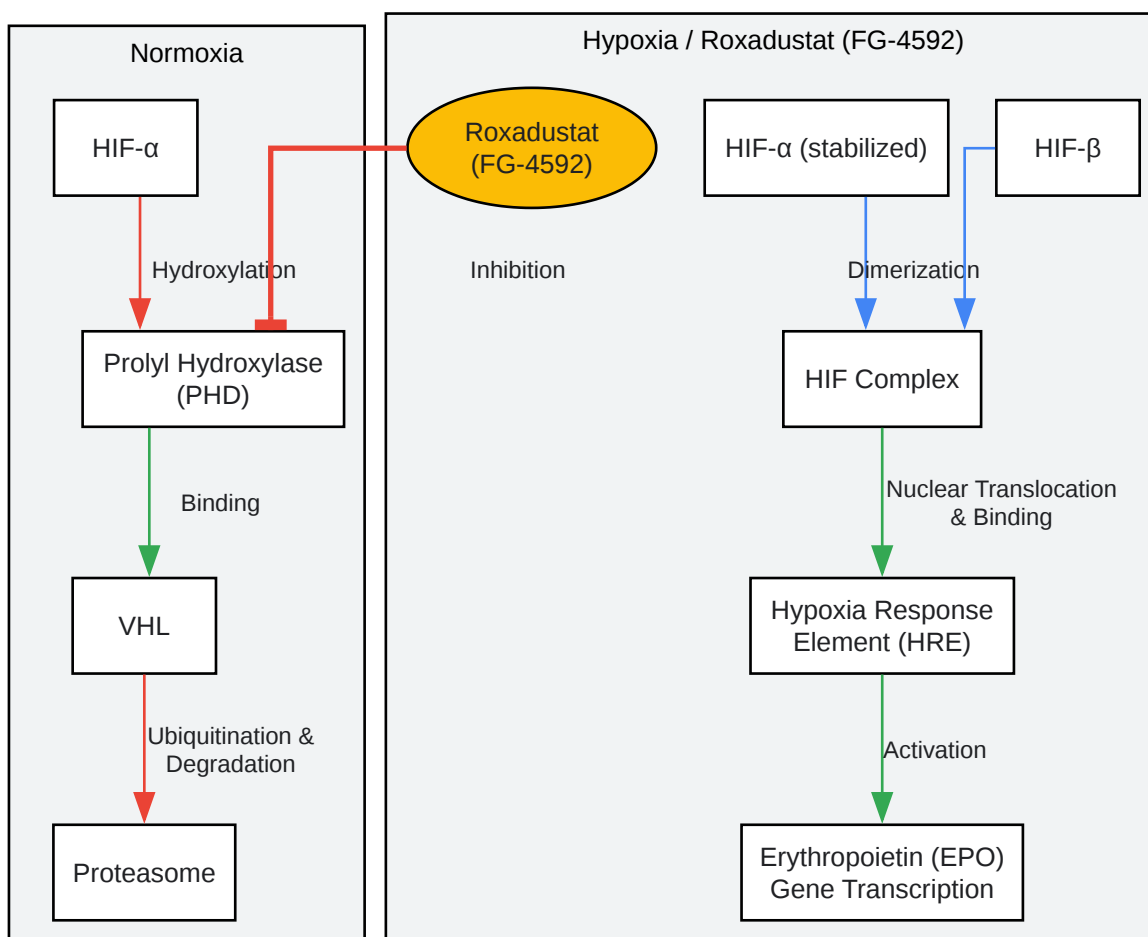 Normoxia
HIF-α
Hydroxylation
Prolyl Hydroxylase
(PHD)
Binding
VHL
Ubiquitination &
Degradation
Proteasome
Hypoxia / Roxadustat (FG-4592)
Roxadustat
(FG-4592)
Inhibition
HIF-α (stabilized)
HIF-β
Dimerization
HIF Complex
Nuclear Translocation
& Binding
Hypoxia Response
Element (HRE)
Activation
Erythropoietin (EPO)
Gene Transcription